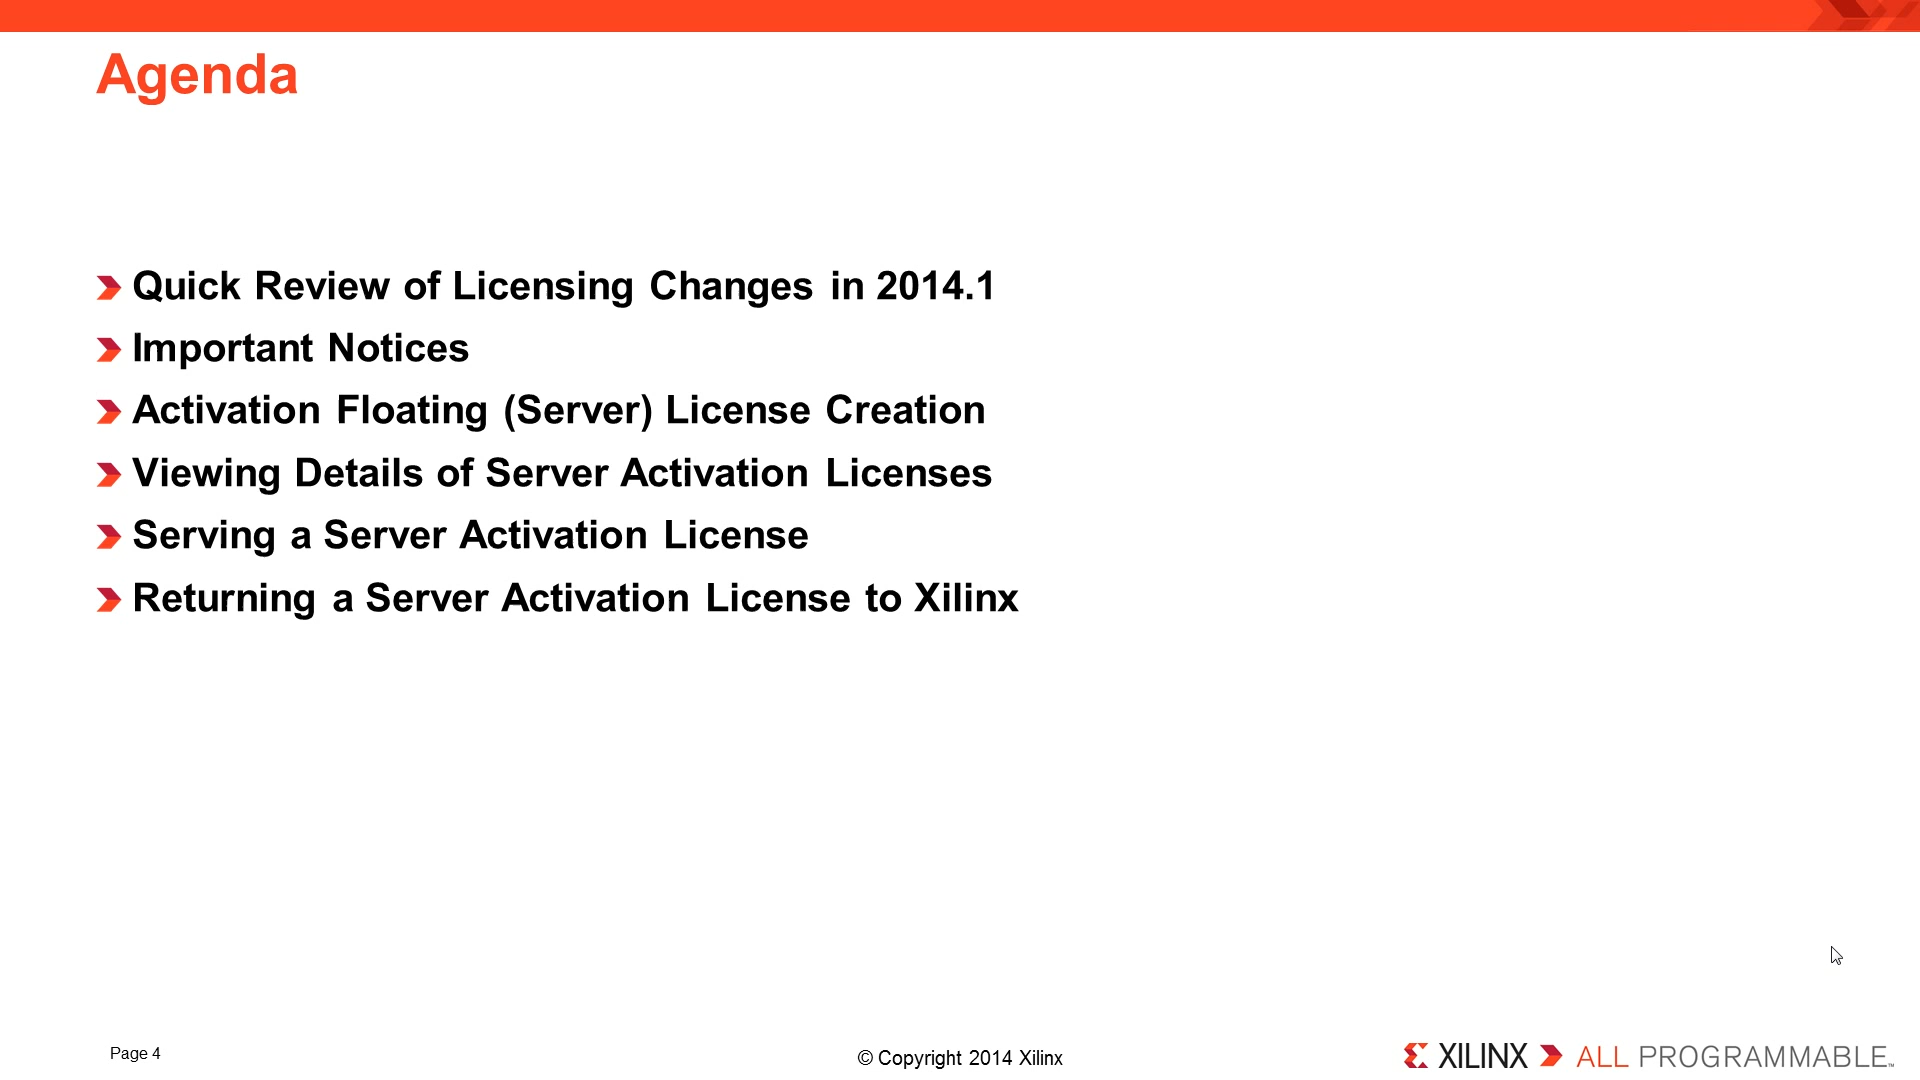 Agenda
Quick Review of Licensing Changes in 2014.1
Important Notices
Activation Floating (Server) License Creation
Viewing Details of Server Activation Licenses
Serving a Server Activation License
Returning a Server Activation License to Xilinx
Page 4
© Copyright 2014 Xilinx
XILINX ALL PROGRAMMABLE™